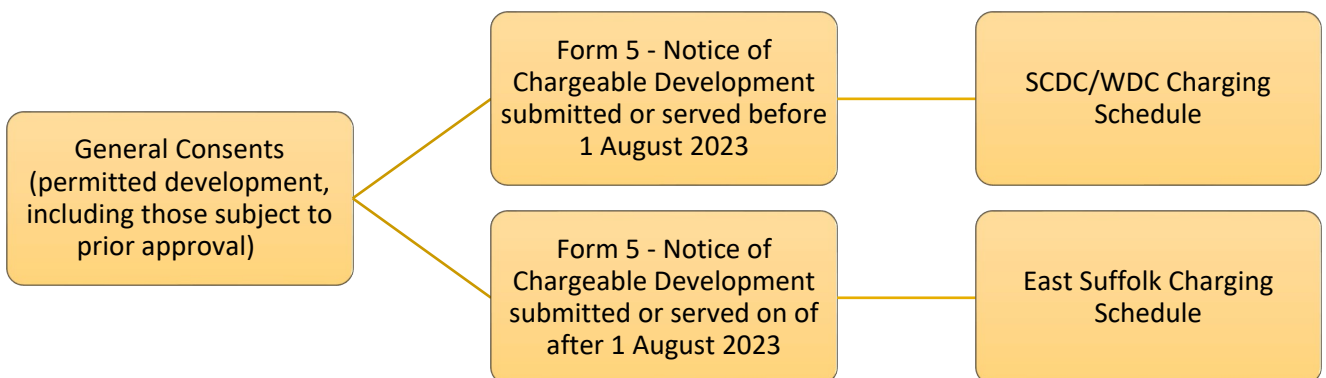 General Consents
(permitted development,
including those subject to
prior approval)
Form 5 - Notice of
Chargeable Development
submitted or served before
1 August 2023
SCDC/WDC Charging
Schedule
Form 5 - Notice of
Chargeable Development
submitted or served on of
after 1 August 2023
East Suffolk Charging
Schedule